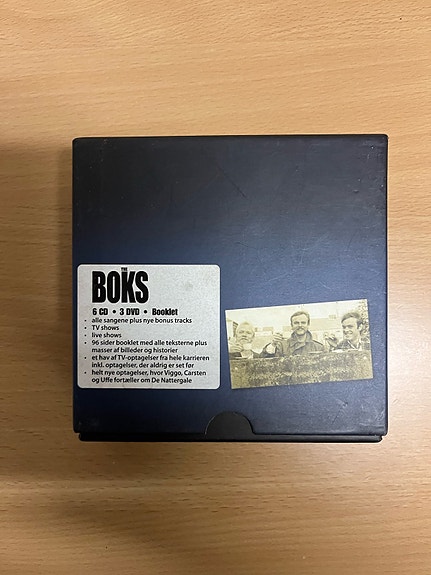 THE
BOKS
6 CD • 3 DVD • Booklet
• alle sangene plus nye bonus tracks
• TV shows
• live shows
• 96 sider booklet med alle teksterne plus
masser af billeder og historier
• et hav af TV-optagelser fra hele karrieren
inkl. optagelser, der aldrig er set før
• helt nye optagelser, hvor Viggo, Carsten
og Uffe fortæller om De Nattergale